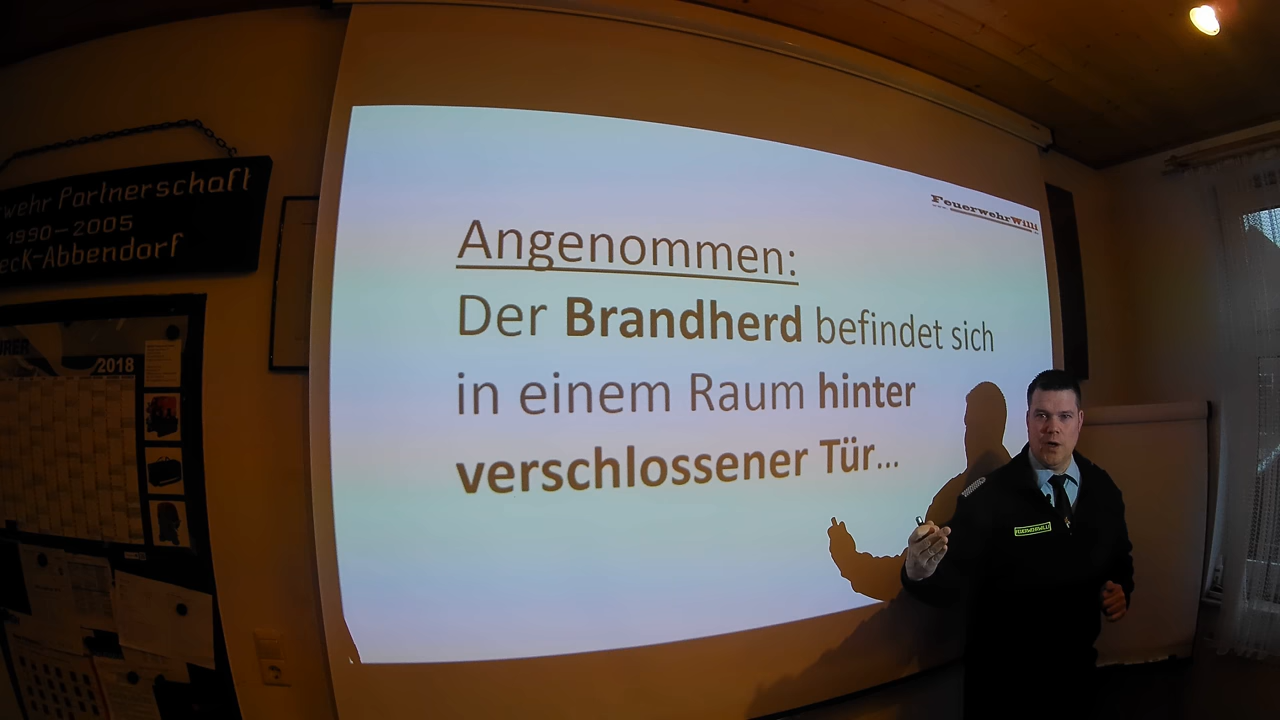 FeuerwehrWilli
Angenommen:
Der Brandherd befindet sich
in einem Raum hinter
verschlossener Tür...
wehr Partnerschaft
1990-2005
eck-Abbendorf
2018
FEUERWEHRWILLI